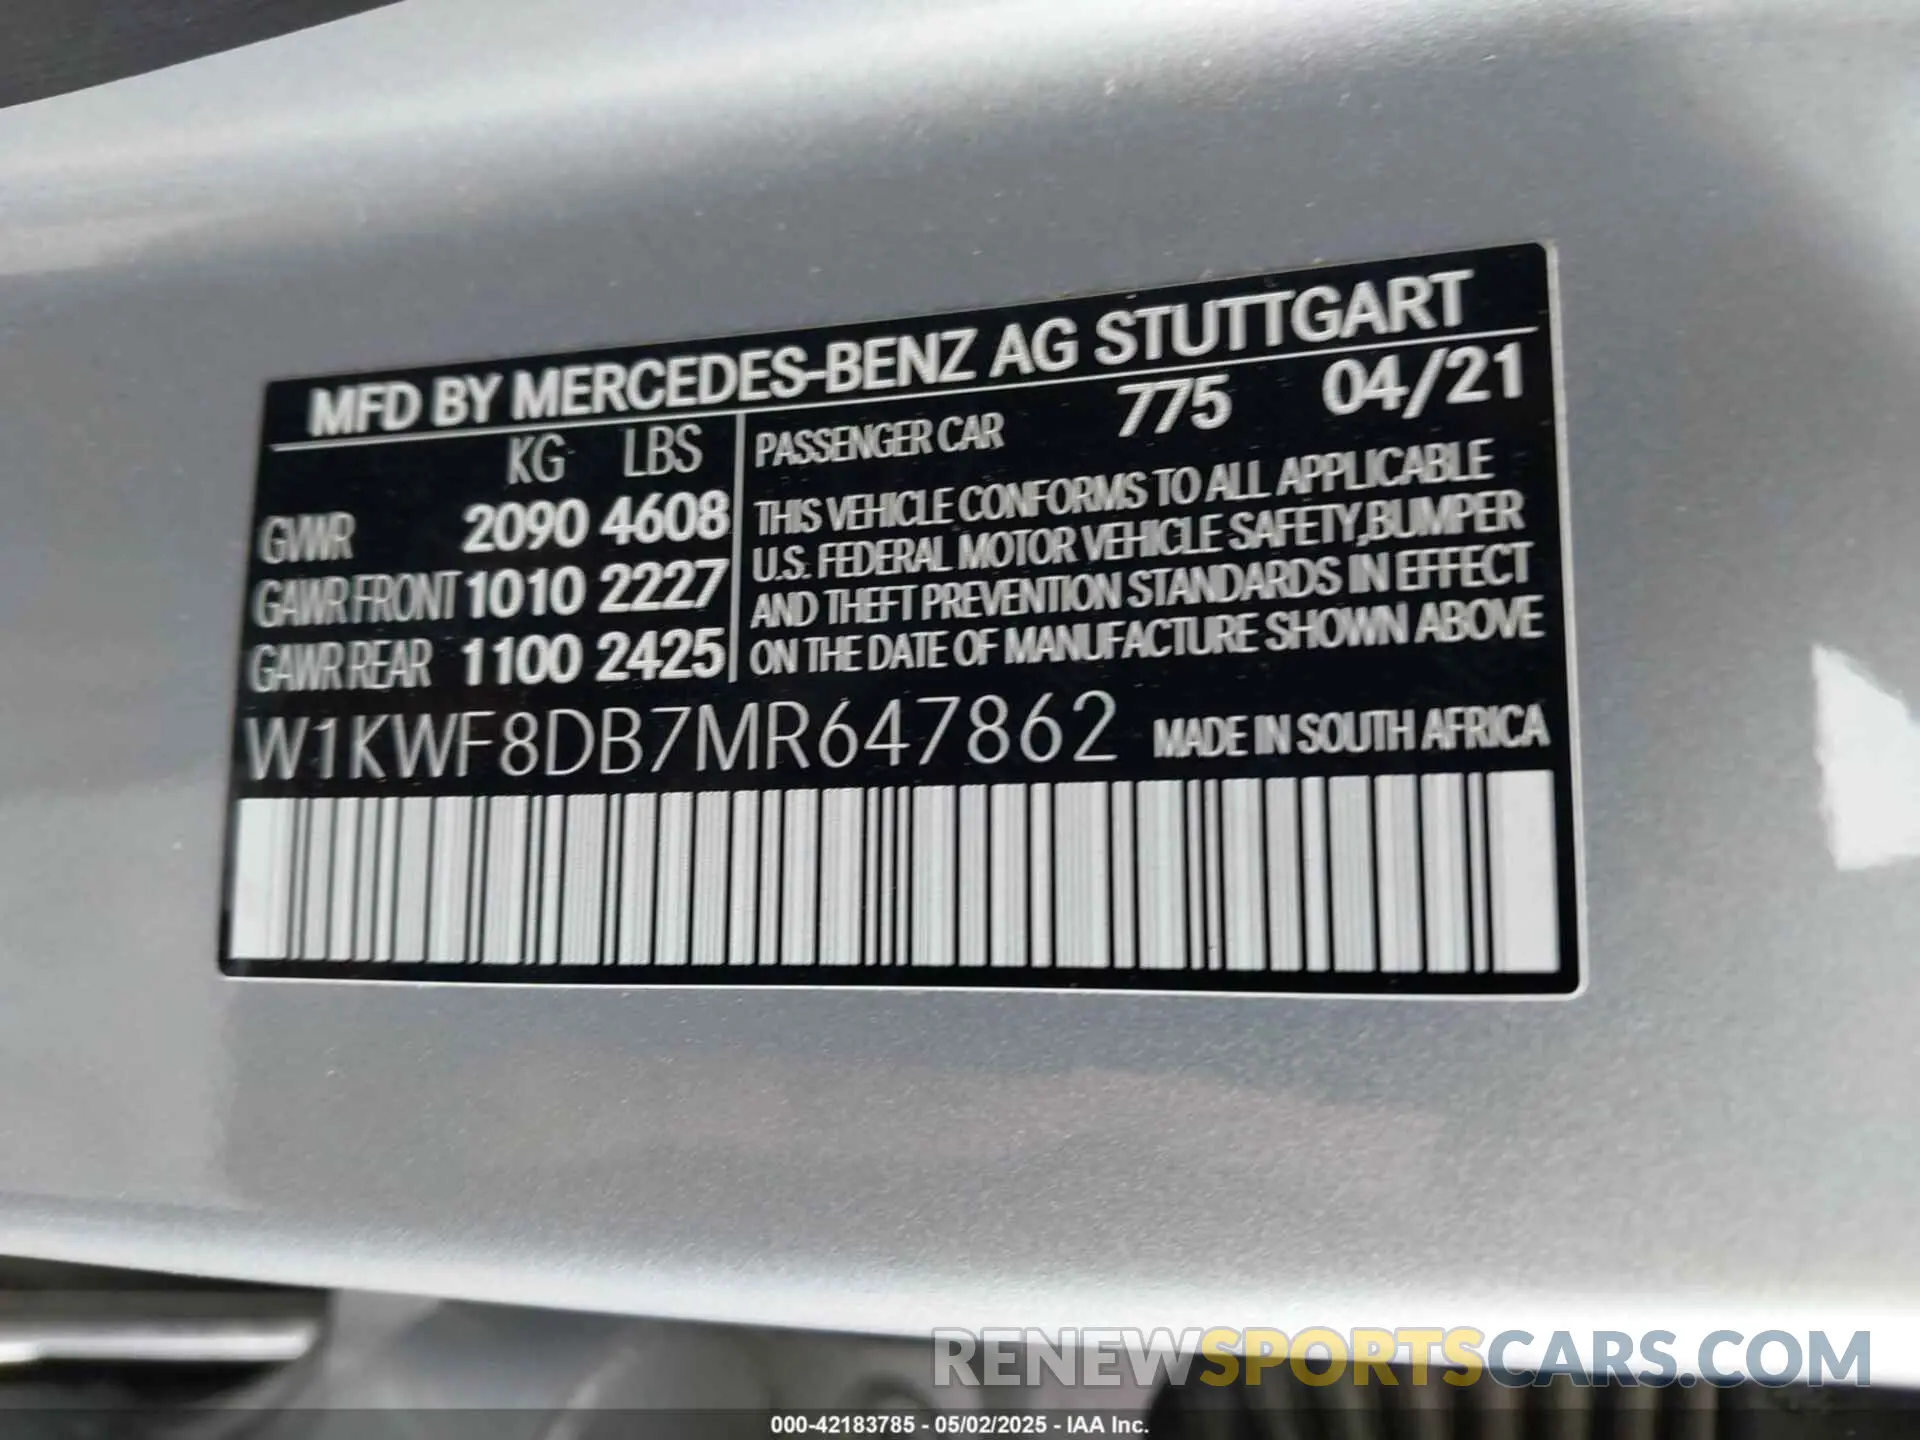 MFD BY MERCEDES-BENZ AG STUTTGART
KG LBS
GVWR 2090 4608
GAWR FRONT 1010 2227
GAWR REAR 1100 2425
PASSENGER CAR 775 04/21
THIS VEHICLE CONFORMS TO ALL APPLICABLE
U.S. FEDERAL MOTOR VEHICLE SAFETY,BUMPER
AND THEFT PREVENTION STANDARDS IN EFFECT
ON THE DATE OF MANUFACTURE SHOWN ABOVE
W1KWF8DB7MR647862 MADE IN SOUTH AFRICA
RENEWSPORTSCARS.COM
000-42183785 - 05/02/2025 - IAA Inc.